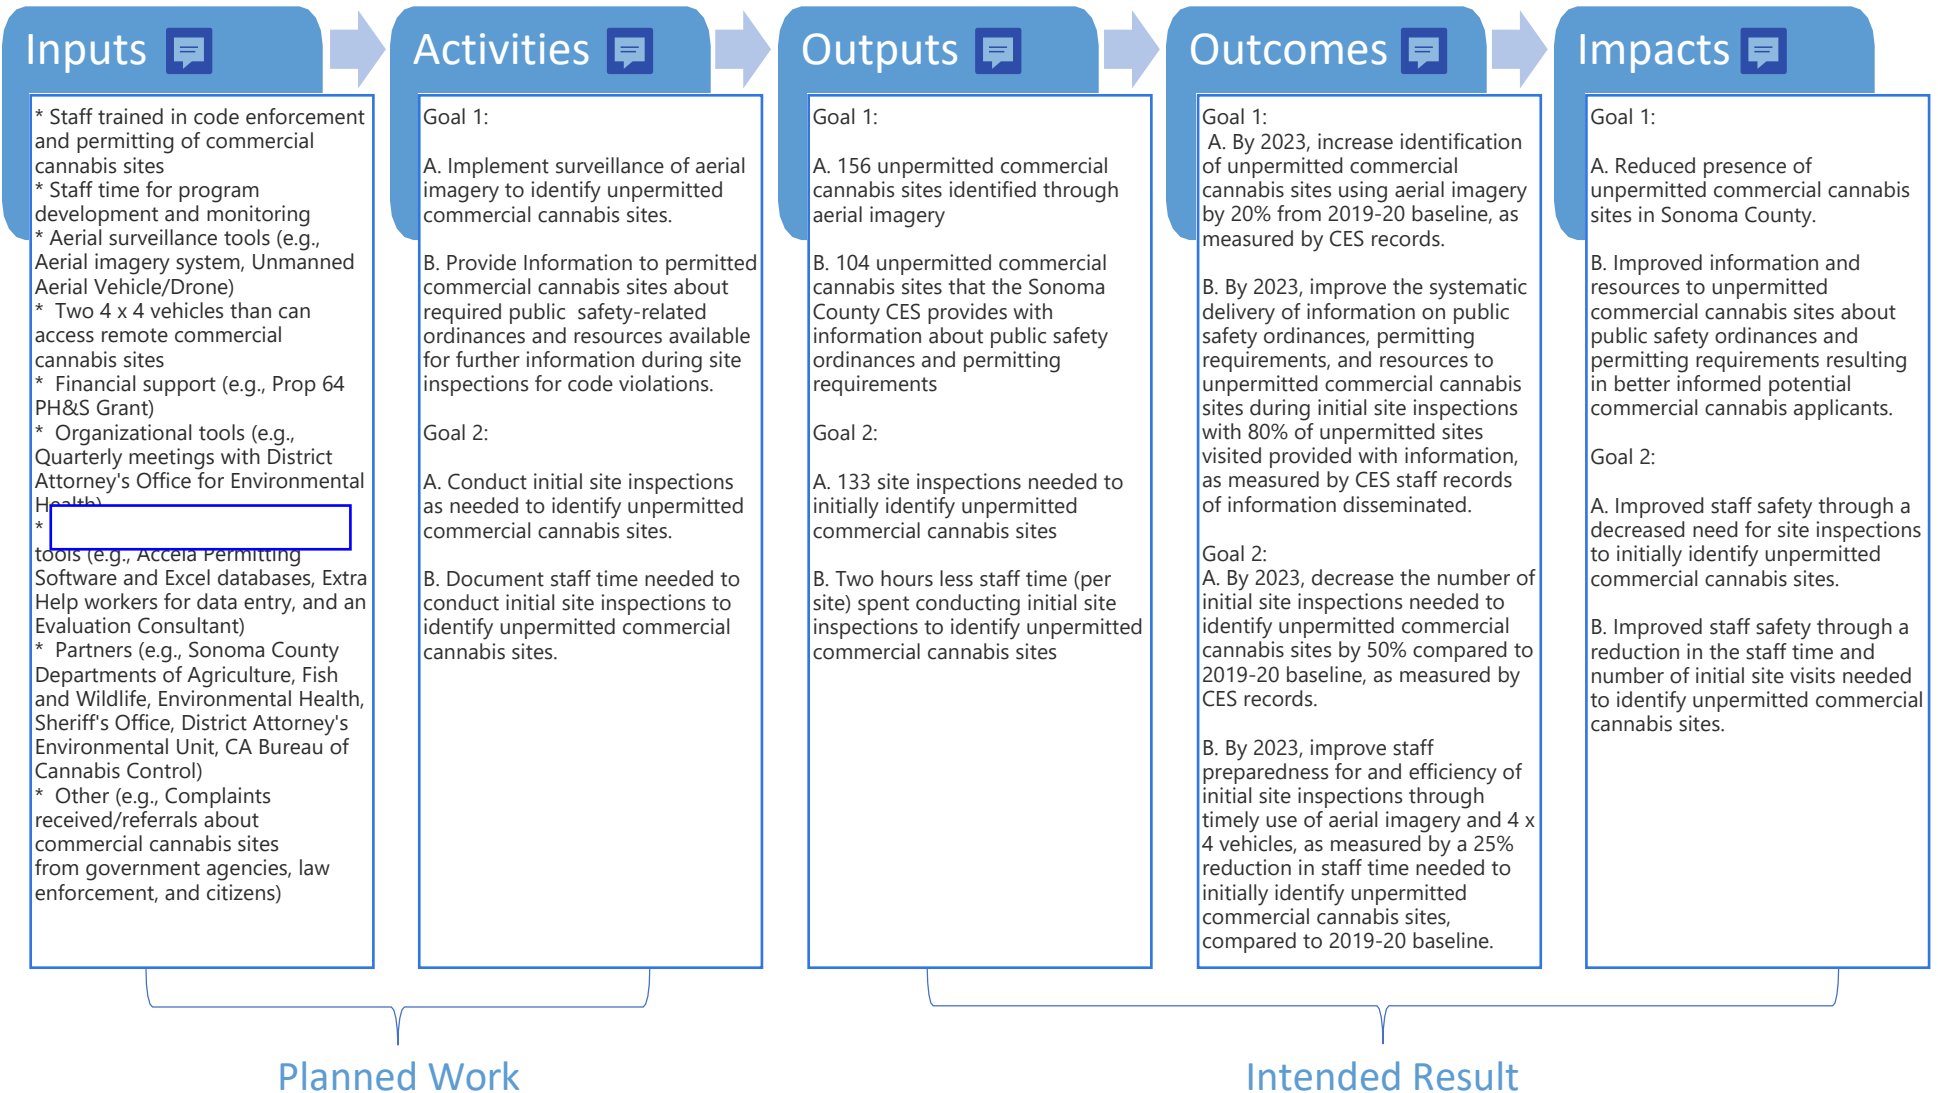 Inputs
* Staff trained in code enforcement
and permitting of commercial
cannabis sites
* Staff time for program
development and monitoring
* Aerial surveillance tools (e.g.,
Aerial imagery system, Unmanned
Aerial Vehicle/Drone)
* Two 4 x 4 vehicles than can
access remote commercial
cannabis sites
* Financial support (e.g., Prop 64
PH&S Grant)
* Organizational tools (e.g.,
Quarterly meetings with District
Attorney's Office for Environmental
Health)
*
tools (e.g., Accela Permitting
Software and Excel databases, Extra
Help workers for data entry, and an
Evaluation Consultant)
* Partners (e.g., Sonoma County
Departments of Agriculture, Fish
and Wildlife, Environmental Health,
Sheriff's Office, District Attorney's
Environmental Unit, CA Bureau of
Cannabis Control)
* Other (e.g., Complaints
received/referrals about
commercial cannabis sites
from government agencies, law
enforcement, and citizens)
Activities
Goal 1:
A. Implement surveillance of aerial
imagery to identify unpermitted
commercial cannabis sites.
B. Provide Information to permitted
commercial cannabis sites about
required public safety-related
ordinances and resources available
for further information during site
inspections for code violations.
Goal 2:
A. Conduct initial site inspections
as needed to identify unpermitted
commercial cannabis sites.
B. Document staff time needed to
conduct initial site inspections to
identify unpermitted commercial
cannabis sites.
Outputs
Goal 1:
A. 156 unpermitted commercial
cannabis sites identified through
aerial imagery
B. 104 unpermitted commercial
cannabis sites that the Sonoma
County CES provides with
information about public safety
ordinances and permitting
requirements
Goal 2:
A. 133 site inspections needed to
initially identify unpermitted
commercial cannabis sites
B. Two hours less staff time (per
site) spent conducting initial site
inspections to identify unpermitted
commercial cannabis sites
Outcomes
Goal 1:
A. By 2023, increase identification
of unpermitted commercial
cannabis sites using aerial imagery
by 20% from 2019-20 baseline, as
measured by CES records.
B. By 2023, improve the systematic
delivery of information on public
safety ordinances, permitting
requirements, and resources to
unpermitted commercial cannabis
sites during initial site inspections
with 80% of unpermitted sites
visited provided with information,
as measured by CES staff records
of information disseminated.
Goal 2:
A. By 2023, decrease the number of
initial site inspections needed to
identify unpermitted commercial
cannabis sites by 50% compared to
2019-20 baseline, as measured by
CES records.
B. By 2023, improve staff
preparedness for and efficiency of
initial site inspections through
timely use of aerial imagery and 4 x
4 vehicles, as measured by a 25%
reduction in staff time needed to
initially identify unpermitted
commercial cannabis sites,
compared to 2019-20 baseline.
Impacts
Goal 1:
A. Reduced presence of
unpermitted commercial cannabis
sites in Sonoma County.
B. Improved information and
resources to unpermitted
commercial cannabis sites about
public safety ordinances and
permitting requirements resulting
in better informed potential
commercial cannabis applicants.
Goal 2:
A. Improved staff safety through a
decreased need for site inspections
to initially identify unpermitted
commercial cannabis sites.
B. Improved staff safety through a
reduction in the staff time and
number of initial site visits needed
to identify unpermitted commercial
cannabis sites.
Planned Work
Intended Result